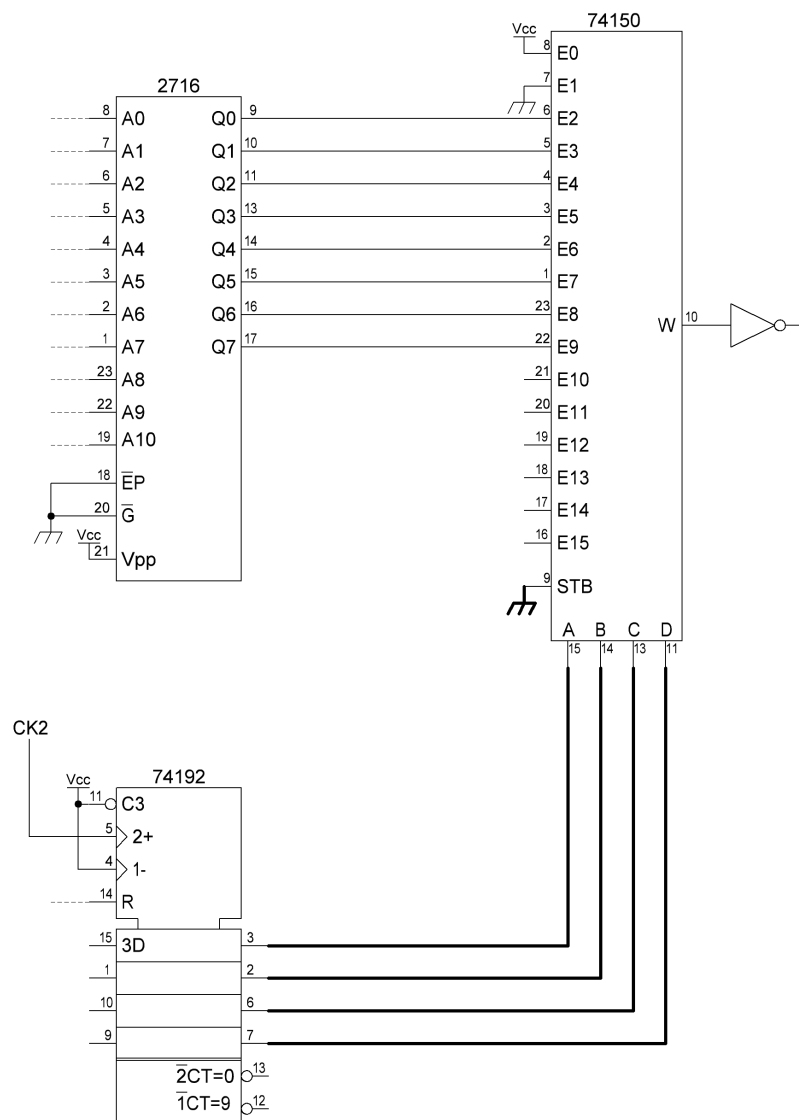 74150
Vcc
8 E0
7 E1
2716
8 A0 Q0 9 6 E2
7 A1 Q1 10 5 E3
6 A2 Q2 11 4 E4
5 A3 Q3 13 3 E5
4 A4 Q4 14 2 E6
3 A5 Q5 15 1 E7
2 A6 Q6 16 23 E8
W 10
1 A7 Q7 17 22 E9
23 A8 21 E10
22 A9 20 E11
19 A10 19 E12
18 E̅P 18 E13
20 G̅ 17 E14
Vcc
21 Vpp 16 E15
9 STB
A B C D
15 14 13 11
CK2
Vcc
74192
11 C3
5 2+
4 1-
14 R
15 3D 3
1 2
10 6
9 7
2̅CT=0 13
1̅CT=9 12